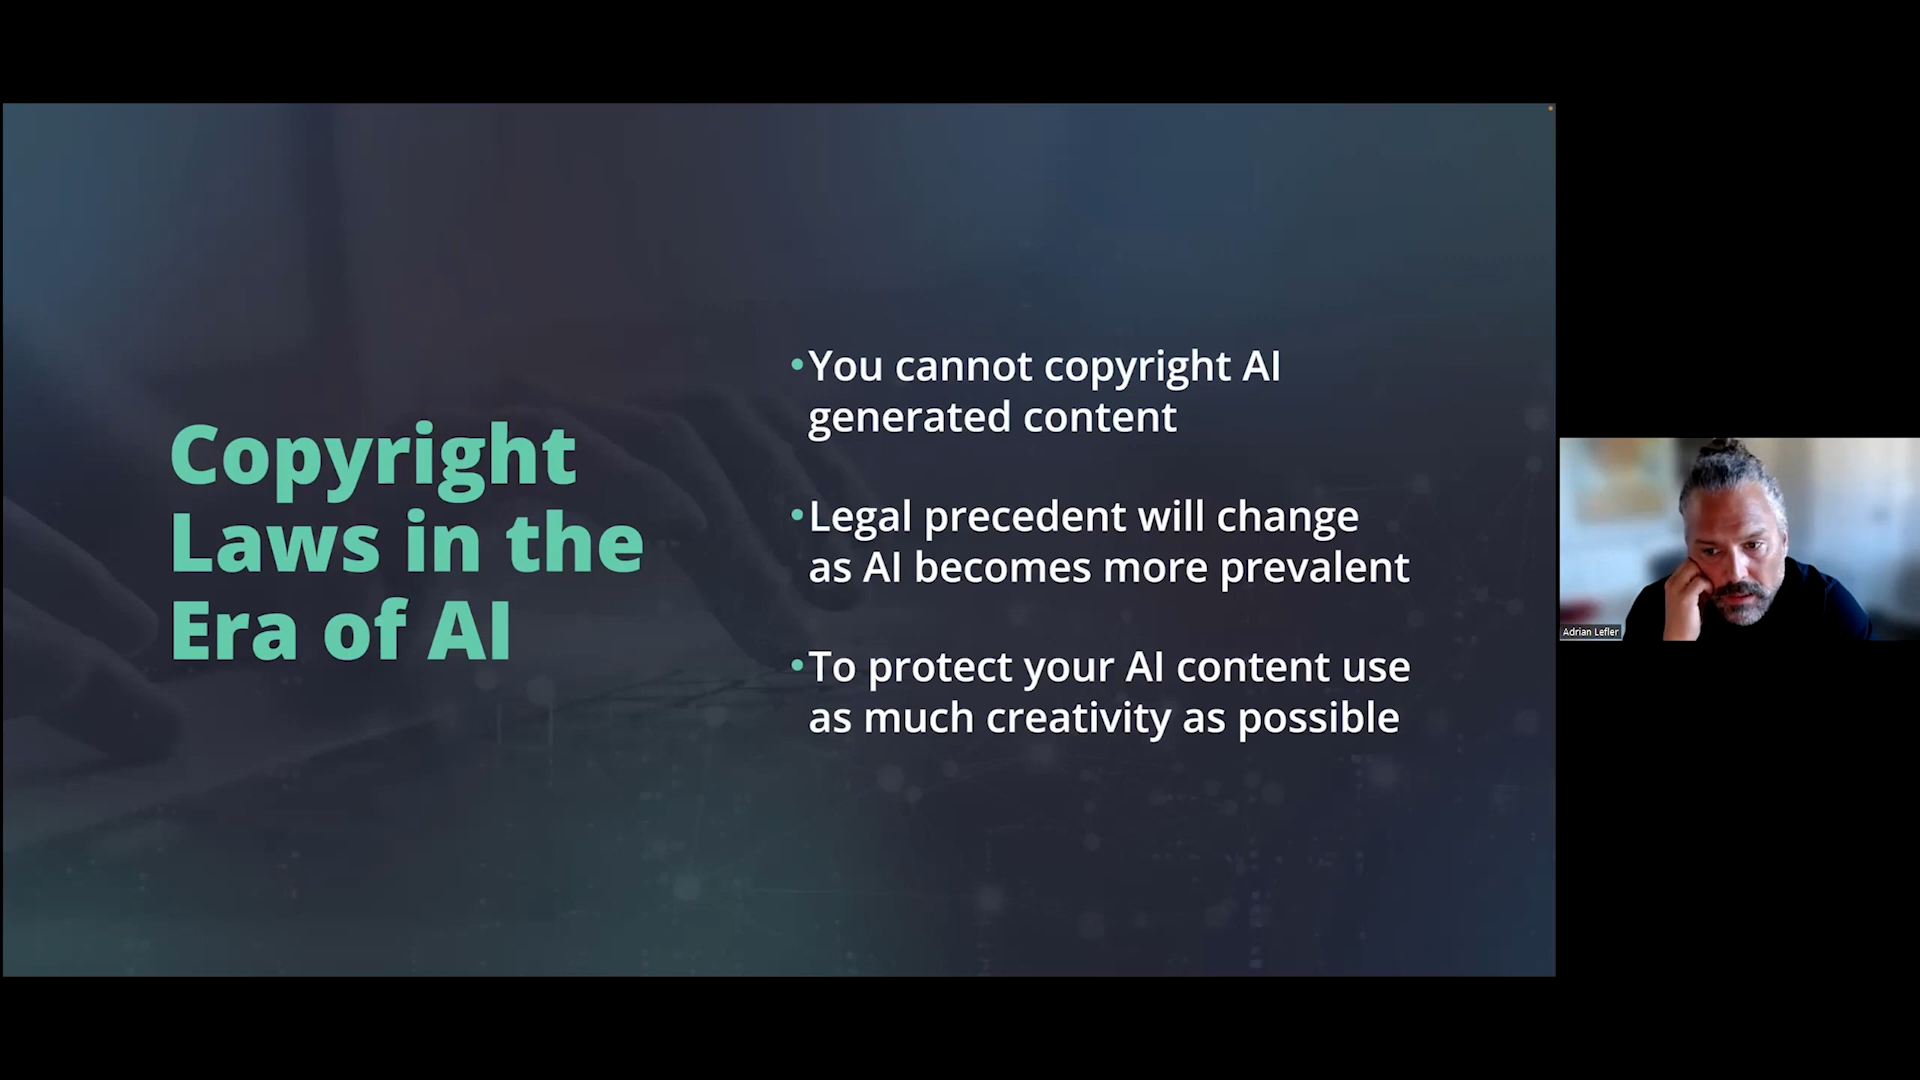 Copyright
Laws in the
Era of AI
•You cannot copyright AI
generated content
•Legal precedent will change
as AI becomes more prevalent
•To protect your AI content use
as much creativity as possible
Adrian Lefler